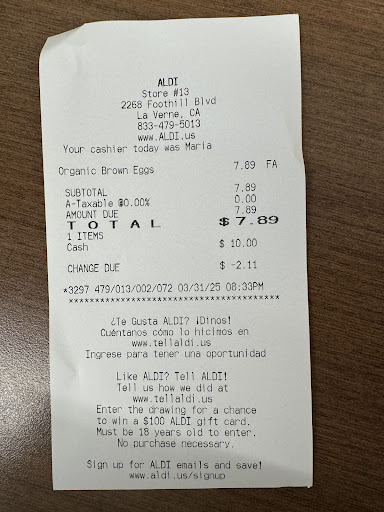 ALDI
Store #13
2268 Foothill Blvd
La Verne, CA
833-479-5013
www.ALDI.us
Your cashier today was Maria
Organic Brown Eggs 7.89 FA
SUBTOTAL 7.89
A-Taxable @0.00% 0.00
AMOUNT DUE 7.89
TOTAL $7.89
1 ITEMS
Cash $ 10.00
CHANGE DUE $ -2.11
*3297 479/013/002/072 03/31/25 08:33PM
******************************************
¿Te Gusta ALDI? ¡Dinos!
Cuéntanos cómo lo hicimos en
www.tellaldi.us
Ingrese para tener una oportunidad
Like ALDI? Tell ALDI!
Tell us how we did at
www.tellaldi.us
Enter the drawing for a chance
to win a $100 ALDI gift card.
Must be 18 years old to enter.
No purchase necessary.
Sign up for ALDI emails and save!
www.aldi.us/signup